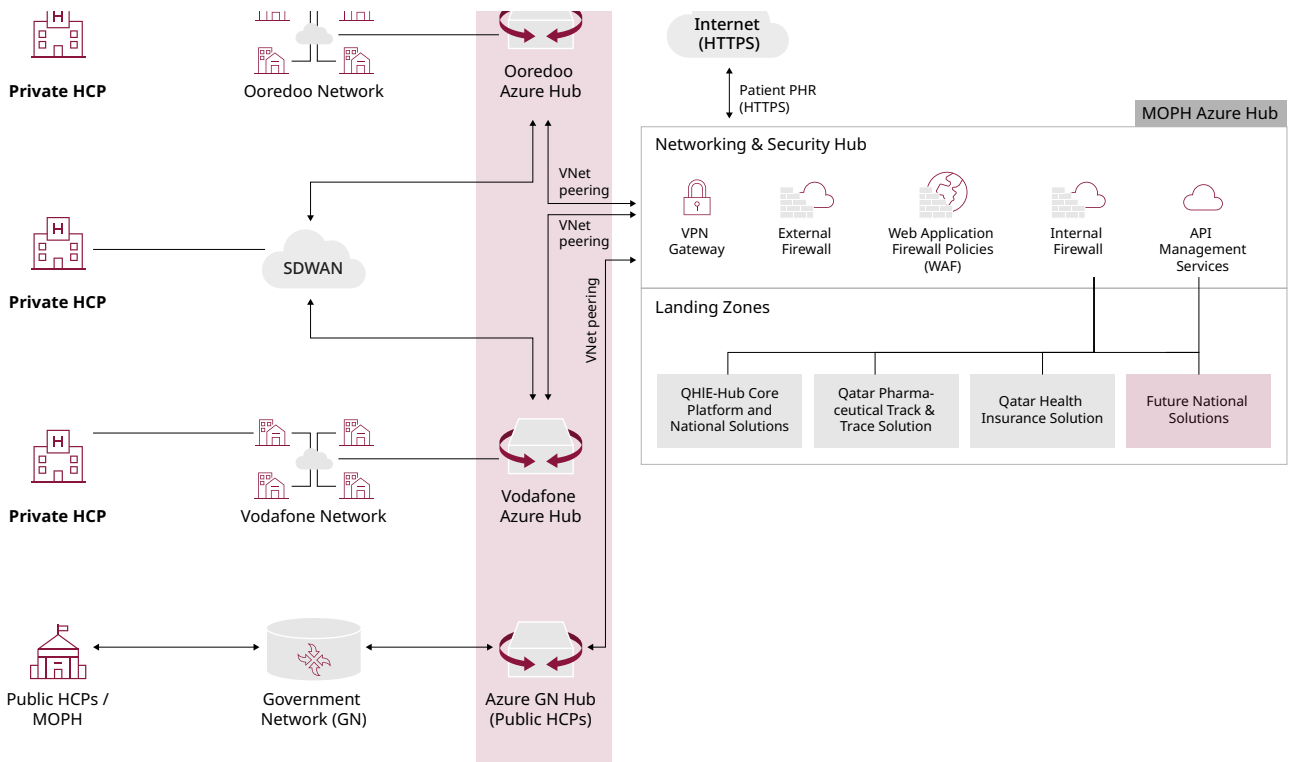 H
Private HCP
Ooredoo Network
Ooredoo
Azure Hub
Internet
(HTTPS)
Patient PHR
(HTTPS)
MOPH Azure Hub
Networking & Security Hub
VPN
Gateway
External
Firewall
Web Application
Firewall Policies
(WAF)
Internal
Firewall
API
Management
Services
VNet
peering
VNet
peering
VNet peering
H
Private HCP
SDWAN
Landing Zones
QHlE-Hub Core
Platform and
National Solutions
Qatar Pharma-
ceutical Track &
Trace Solution
Qatar Health
Insurance Solution
Future National
Solutions
H
Private HCP
Vodafone Network
Vodafone
Azure Hub
Public HCPs /
MOPH
Government
Network (GN)
Azure GN Hub
(Public HCPs)